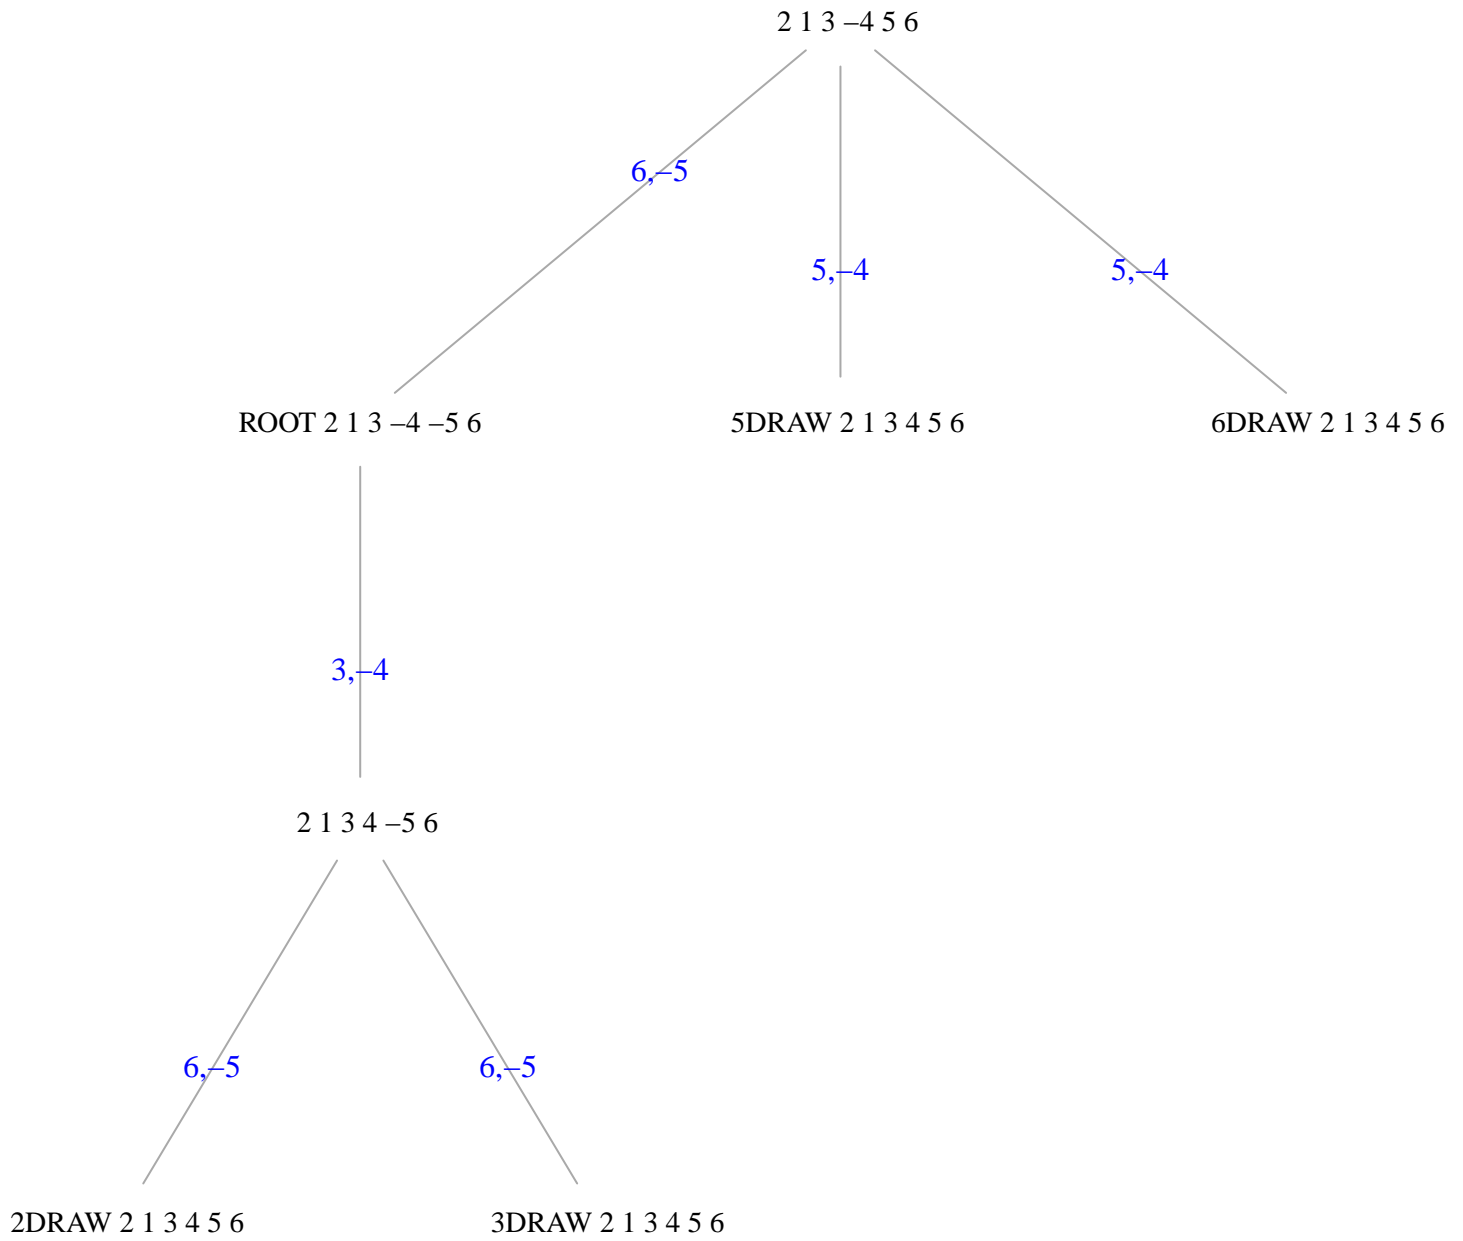 2 1 3 –4 5 6
6,–5
5,–4
5,–4
ROOT 2 1 3 –4 –5 6
5DRAW 2 1 3 4 5 6
6DRAW 2 1 3 4 5 6
3,–4
2 1 3 4 –5 6
6,–5
6,–5
2DRAW 2 1 3 4 5 6
3DRAW 2 1 3 4 5 6